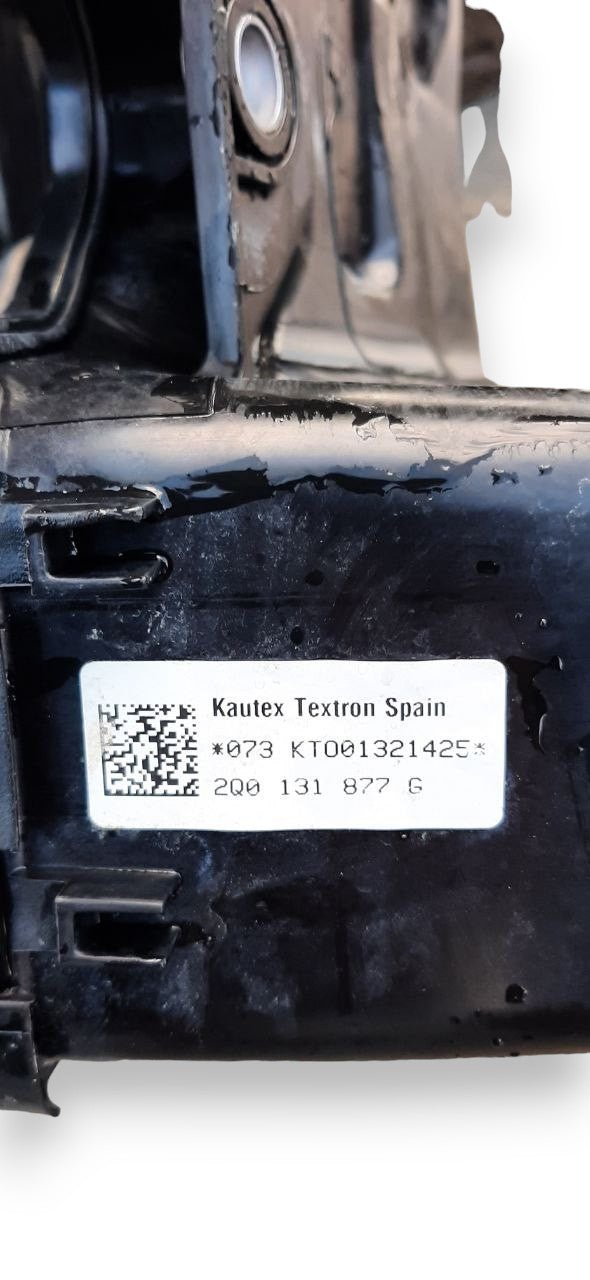 Kautex Textron Spain
*073 KT001321425*
2Q0 131 877 G